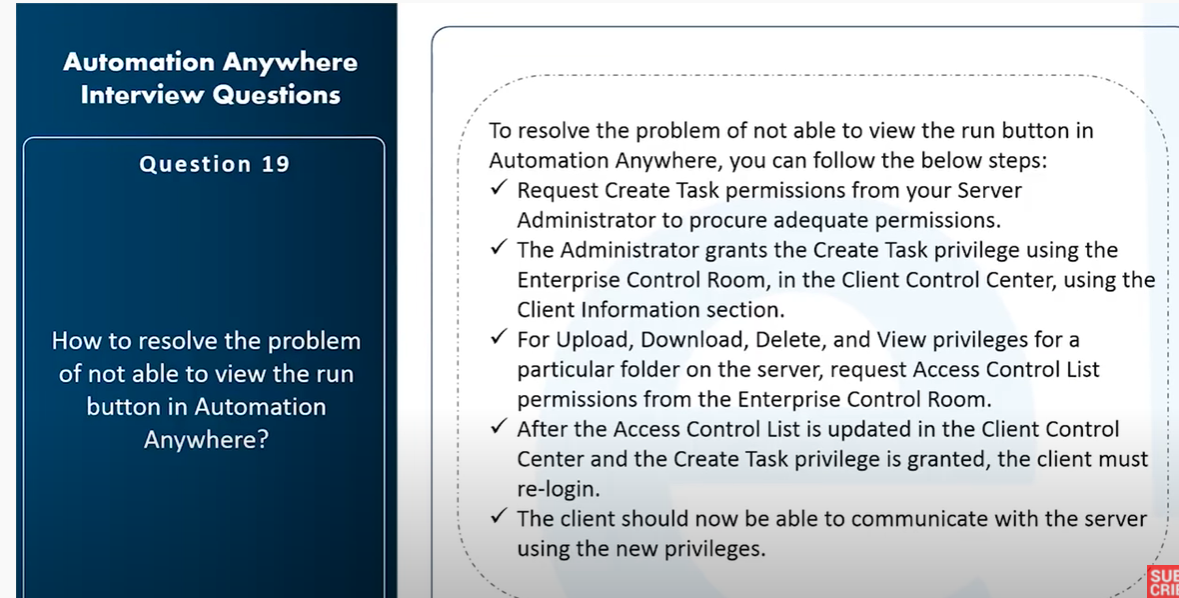 Automation Anywhere
Interview Questions
Question 19
How to resolve the problem
of not able to view the run
button in Automation
Anywhere?
To resolve the problem of not able to view the run button in
Automation Anywhere, you can follow the below steps:
✓ Request Create Task permissions from your Server
Administrator to procure adequate permissions.
✓ The Administrator grants the Create Task privilege using the
Enterprise Control Room, in the Client Control Center, using the
Client Information section.
✓ For Upload, Download, Delete, and View privileges for a
particular folder on the server, request Access Control List
permissions from the Enterprise Control Room.
✓ After the Access Control List is updated in the Client Control
Center and the Create Task privilege is granted, the client must
re-login.
✓ The client should now be able to communicate with the server
using the new privileges.
SUB
CRIB